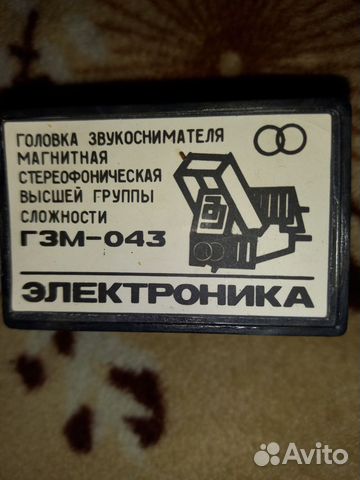 ГОЛОВКА ЗВУКОСНИМАТЕЛЯ
МАГНИТНАЯ
СТЕРЕОФОНИЧЕСКАЯ
ВЫСШЕЙ ГРУППЫ
СЛОЖНОСТИ
ГЗМ-043
ЭЛЕКТРОНИКА
Avito